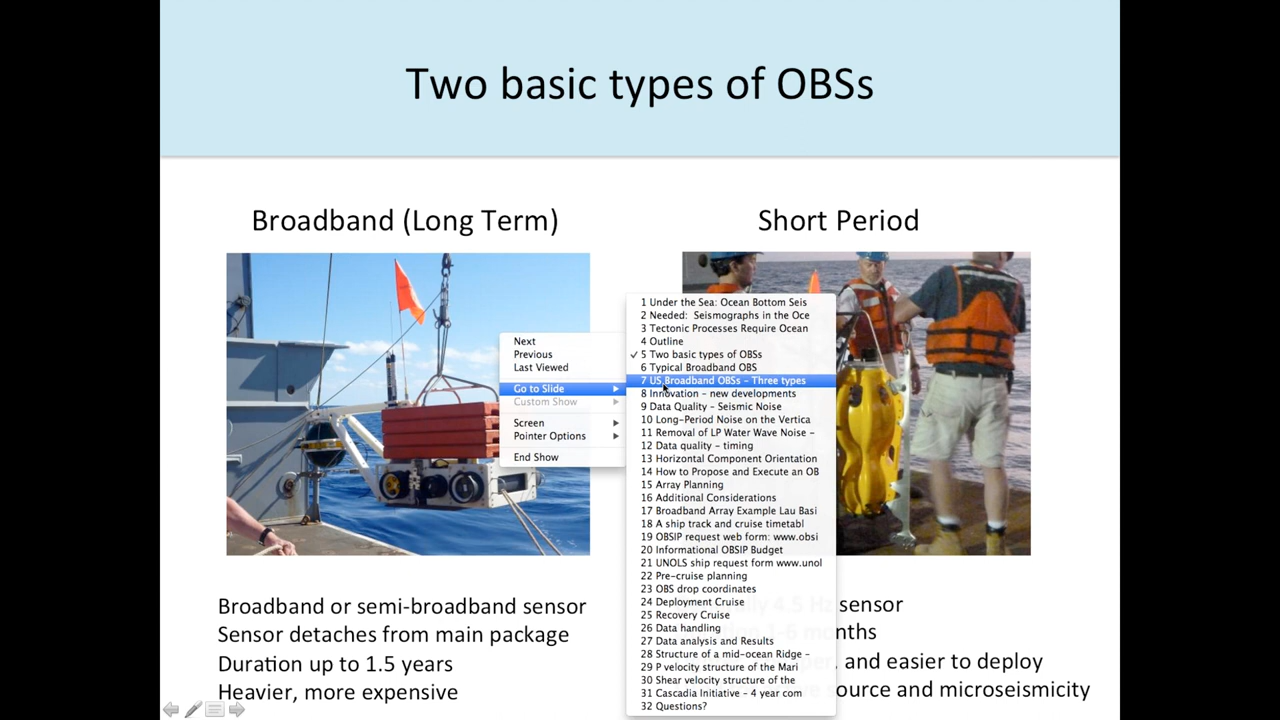 Two basic types of OBSs
Broadband (Long Term)
Short Period
Next
Previous
Last Viewed
Go to Slide
Custom Show
Screen
Pointer Options
End Show
1 Under the Sea: Ocean Bottom Seis
2 Needed: Seismographs in the Oce
3 Tectonic Processes Require Ocean
4 Outline
✓ 5 Two basic types of OBSs
6 Typical Broadband OBS
7 US Broadband OBSs - Three types
8 Innovation - new developments
9 Data Quality - Seismic Noise
10 Long-Period Noise on the Vertica
11 Removal of LP Water Wave Noise -
12 Data quality - timing
13 Horizontal Component Orientation
14 How to Propose and Execute an OB
15 Array Planning
16 Additional Considerations
17 Broadband Array Example Lau Basi
18 A ship track and cruise timetabl
19 OBSIP request web form: www.obsi
20 Informational OBSIP Budget
21 UNOLS ship request form www.unol
22 Pre-cruise planning
23 OBS drop coordinates
24 Deployment Cruise
25 Recovery Cruise
26 Data handling
27 Data analysis and Results
28 Structure of a mid-ocean Ridge -
29 P velocity structure of the Mari
30 Shear velocity structure of the
31 Cascadia Initiative - 4 year com
32 Questions?
Broadband or semi-broadband sensor
Sensor detaches from main package
Duration up to 1.5 years
Heavier, more expensive
4.5 Hz sensor
1-6 months
, and easier to deploy
source and microseismicity